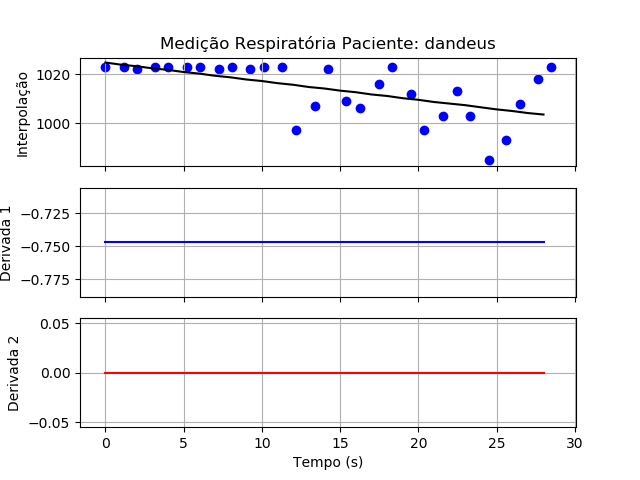 Medição Respiratória Paciente: dandeus
Interpolação
1020
1000
Derivada 1
−0.725
−0.750
−0.775
Derivada 2
0.05
0.00
−0.05
0 5 10 15 20 25 30
Tempo (s)